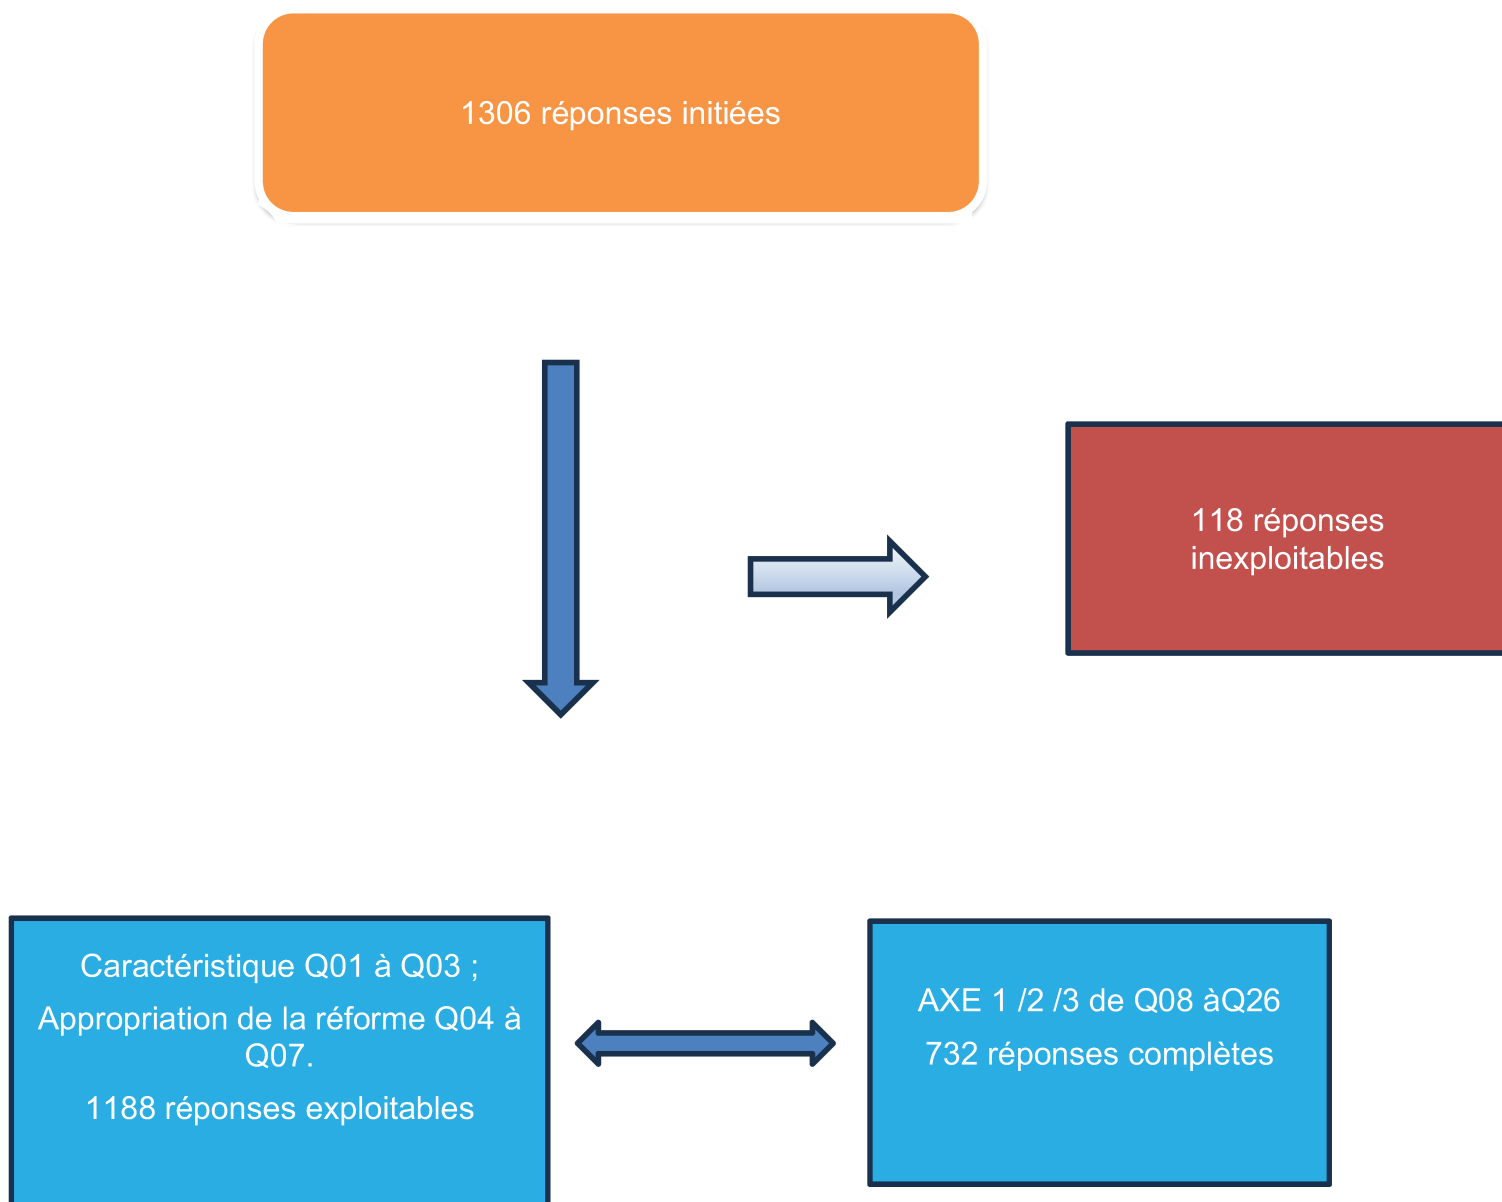 1306 réponses initiées
118 réponses
inexploitables
Caractéristique Q01 à Q03 ;
Appropriation de la réforme Q04 à
Q07.
1188 réponses exploitables
AXE 1 /2 /3 de Q08 àQ26
732 réponses complètes